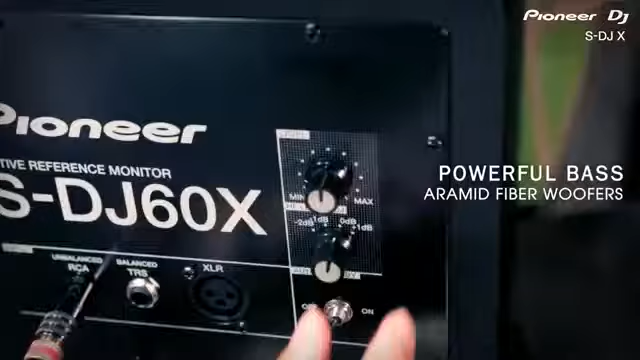 Pioneer Dj
S-DJ X
Pioneer
TIVE REFERENCE MONITOR
S-DJ60X
MIN
MAX
-2dB
-1dB
0dB
+1dB
POWERFUL BASS
ARAMID FIBER WOOFERS
UNBALANCED
RCA
BALANCED
TRS
XLR
ON